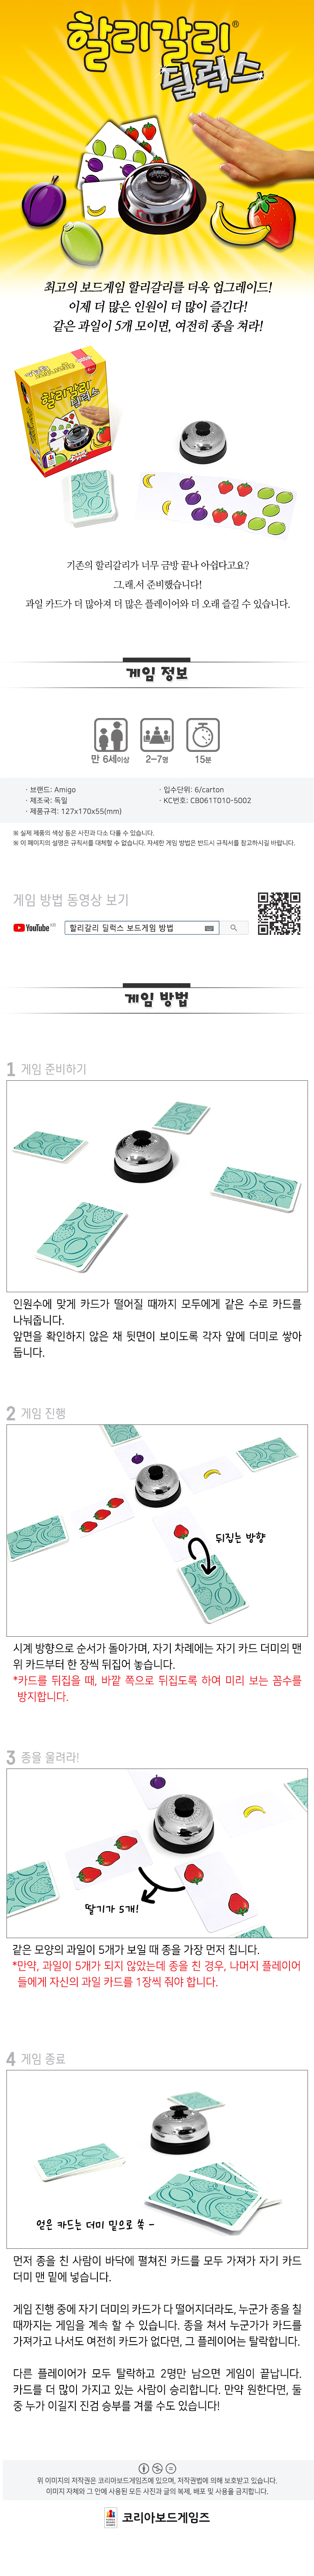 할리갈리®
딜럭스
최고의 보드게임 할리갈리를 더욱 업그레이드!
이제 더 많은 인원이 더 많이 즐긴다!
같은 과일이 5개 모이면, 여전히 종을 쳐라!
할리갈리
딜럭스
AMIGO
기존의 할리갈리가 너무 금방 끝나 아쉽다고요?
그.래.서 준비했습니다!
과일 카드가 더 많아져 더 많은 플레이어와 더 오래 즐길 수 있습니다.
게임 정보
만 6세이상
2–7명
15분
· 브랜드: Amigo
· 입수단위: 6/carton
· 제조국: 독일
· KC번호: CB061T010-5002
· 제품규격: 127x170x55(mm)
※ 실제 제품의 색상 등은 사진과 다소 다를 수 있습니다.
※ 이 페이지의 설명은 규칙서를 대체할 수 없습니다. 자세한 게임 방법은 반드시 규칙서를 참고하시길 바랍니다.
게임 방법 동영상 보기
YouTube KR
할리갈리 딜럭스 보드게임 방법
게임 방법
1 게임 준비하기
인원수에 맞게 카드가 떨어질 때까지 모두에게 같은 수로 카드를
나눠줍니다.
앞면을 확인하지 않은 채 뒷면이 보이도록 각자 앞에 더미로 쌓아
둡니다.
2 게임 진행
뒤집는 방향
시계 방향으로 순서가 돌아가며, 자기 차례에는 자기 카드 더미의 맨
위 카드부터 한 장씩 뒤집어 놓습니다.
*카드를 뒤집을 때, 바깥 쪽으로 뒤집도록 하여 미리 보는 꼼수를
방지합니다.
3 종을 울려라!
딸기가 5개!
같은 모양의 과일이 5개가 보일 때 종을 가장 먼저 칩니다.
*만약, 과일이 5개가 되지 않았는데 종을 친 경우, 나머지 플레이어
들에게 자신의 과일 카드를 1장씩 줘야 합니다.
4 게임 종료
얻은 카드는 더미 밑으로 쏙 ~
먼저 종을 친 사람이 바닥에 펼쳐진 카드를 모두 가져가 자기 카드
더미 맨 밑에 넣습니다.
게임 진행 중에 자기 더미의 카드가 다 떨어지더라도, 누군가 종을 칠
때까지는 게임을 계속 할 수 있습니다. 종을 쳐서 누군가가 카드를
가져가고 나서도 여전히 카드가 없다면, 그 플레이어는 탈락합니다.
다른 플레이어가 모두 탈락하고 2명만 남으면 게임이 끝납니다.
카드를 더 많이 가지고 있는 사람이 승리합니다. 만약 원한다면, 둘
중 누가 이길지 진검 승부를 겨룰 수도 있습니다!
위 이미지의 저작권은 코리아보드게임즈에 있으며, 저작권법에 의해 보호받고 있습니다.
이미지 자체와 그 안에 사용된 모든 사진과 글의 복제, 배포 및 사용을 금지합니다.
코리아보드게임즈